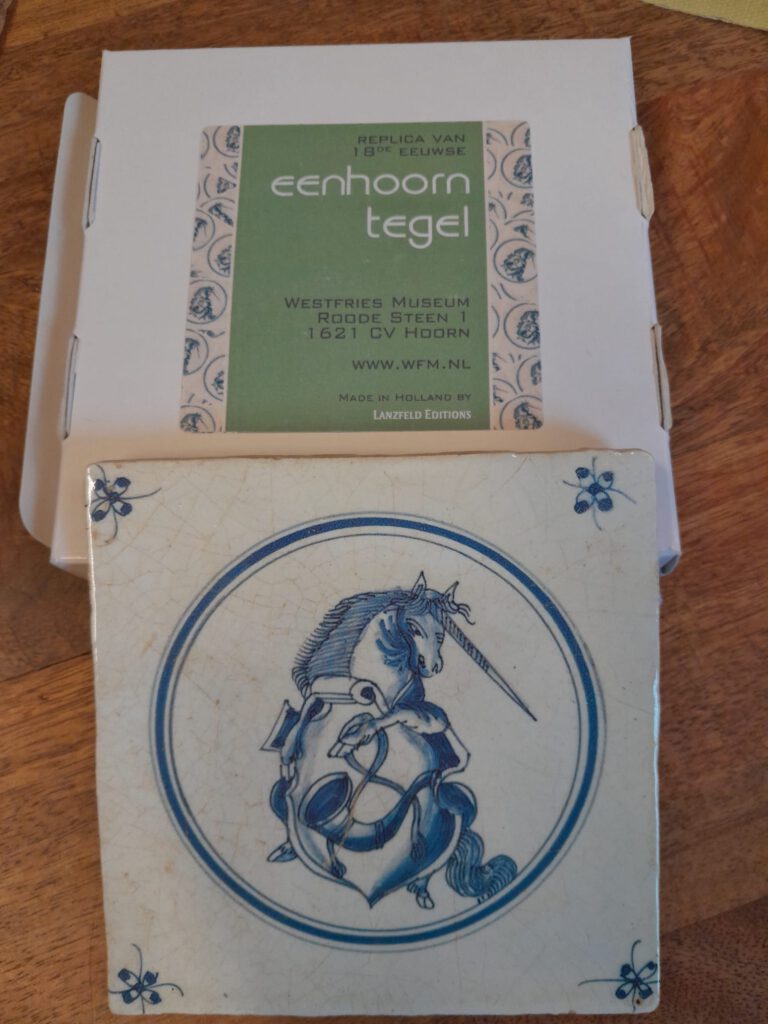 REPLICA VAN
18DE EEUWSE
eenhoorn
tegel
WESTFRIES MUSEUM
ROODE STEEN 1
1621 CV HOORN
WWW.WFM.NL
MADE IN HOLLAND BY
LANZFELD EDITIONS